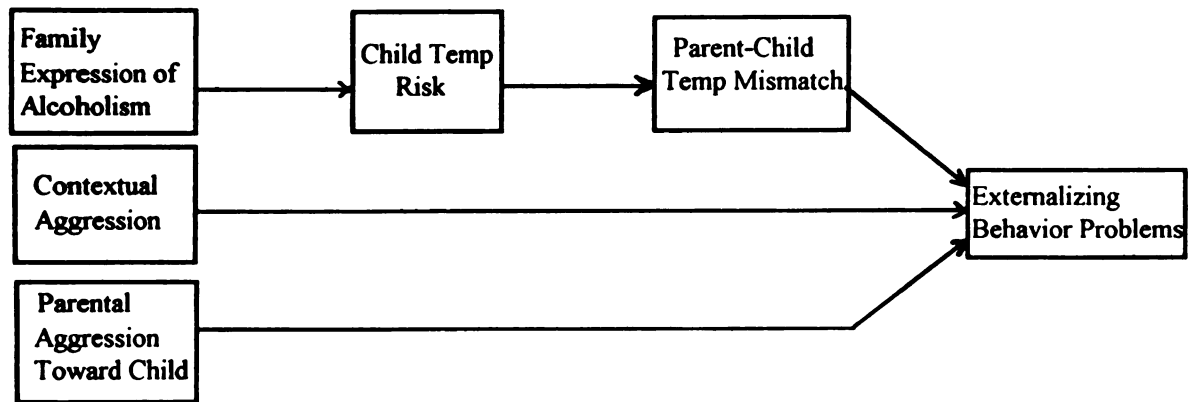 Family
Expression of
Alcoholism
Child Temp
Risk
Parent-Child
Temp Mismatch
Contextual
Aggression
Externalizing
Behavior Problems
Parental
Aggression
Toward Child